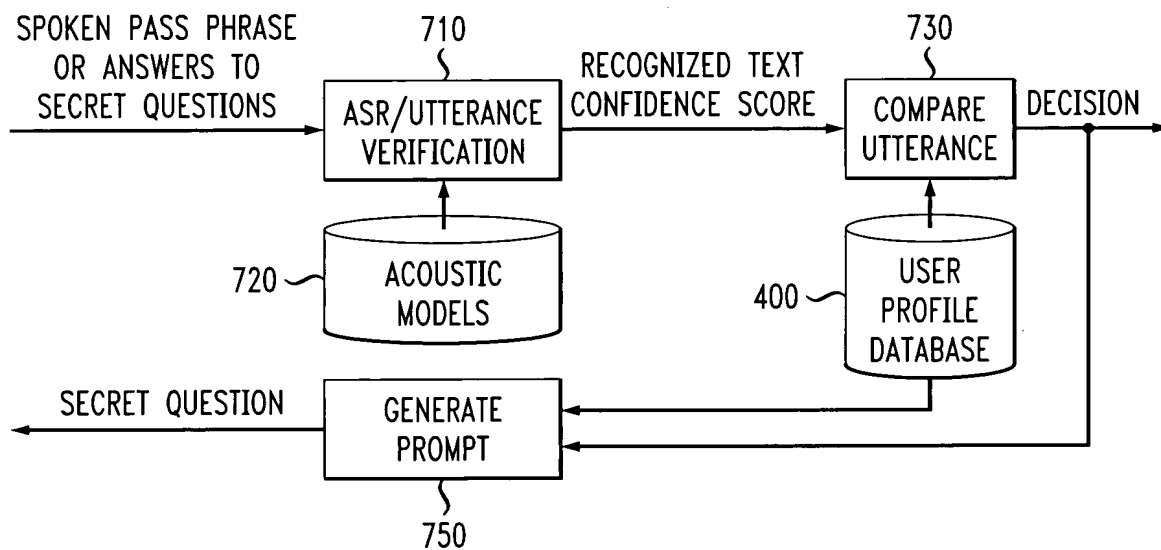 SPOKEN PASS PHRASE
OR ANSWERS TO
SECRET QUESTIONS
710
ASR/UTTERANCE
VERIFICATION
RECOGNIZED TEXT
CONFIDENCE SCORE
730
COMPARE
UTTERANCE
DECISION
720
ACOUSTIC
MODELS
400
USER
PROFILE
DATABASE
SECRET QUESTION
GENERATE
PROMPT
750